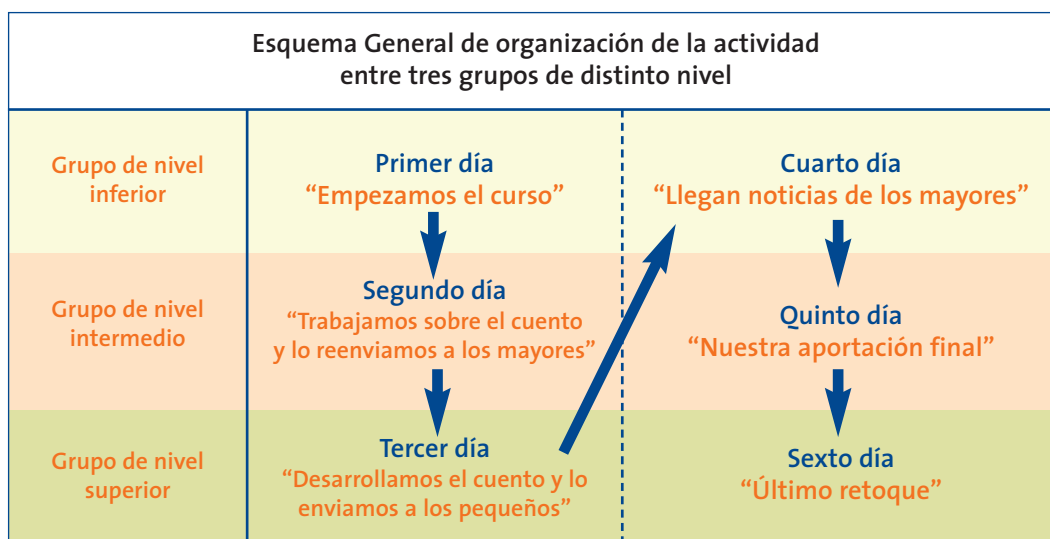 Esquema General de organización de la actividad
entre tres grupos de distinto nivel
Grupo de nivel
inferior
Primer día
“Empezamos el curso”
Cuarto día
“Llegan noticias de los mayores”
Grupo de nivel
intermedio
Segundo día
“Trabajamos sobre el cuento
y lo reenviamos a los mayores”
Quinto día
“Nuestra aportación final”
Grupo de nivel
superior
Tercer día
“Desarrollamos el cuento y lo
enviamos a los pequeños”
Sexto día
“Último retoque”